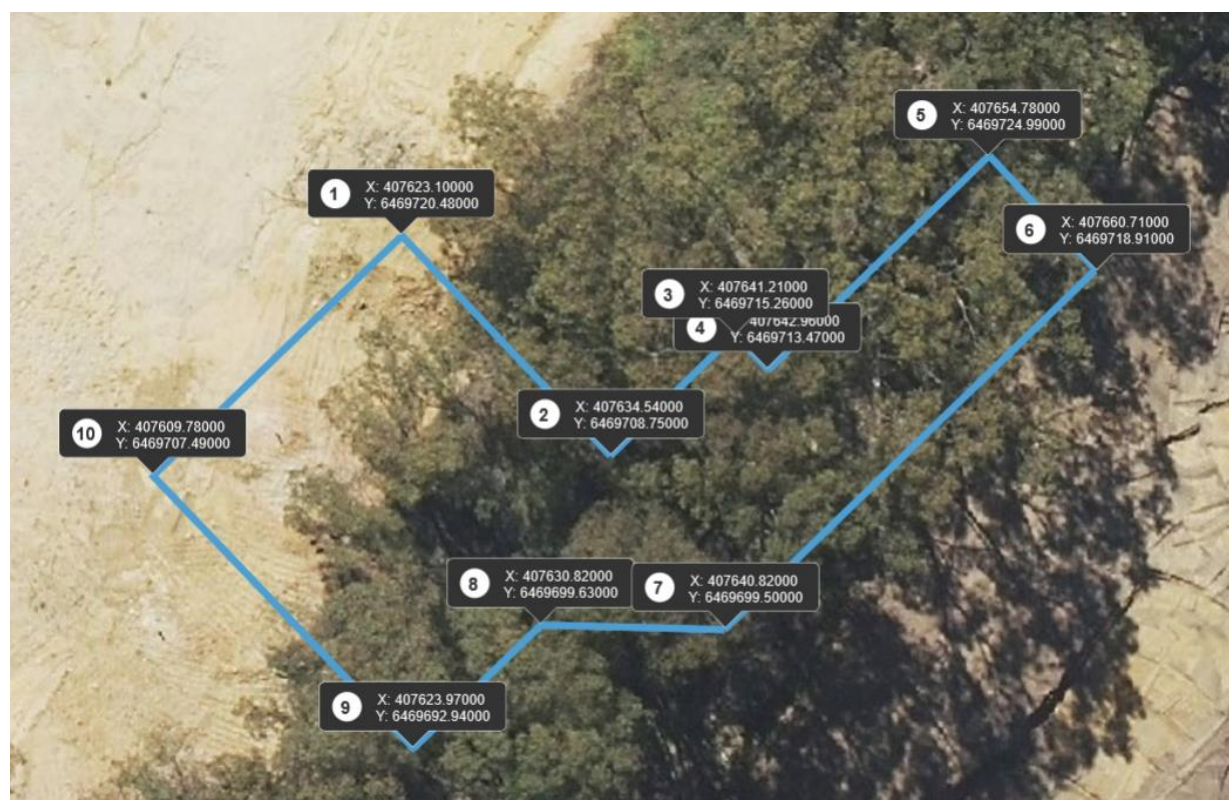 5
X: 407654.78000
Y: 6469724.99000
1
X: 407623.10000
Y: 6469720.48000
6
X: 407660.71000
Y: 6469718.91000
3
X: 407641.21000
Y: 6469715.26000
4
407642.96000
Y: 6469713.47000
2
X: 407634.54000
Y: 6469708.75000
10
X: 407609.78000
Y: 6469707.49000
8
X: 407630.82000
Y: 6469699.63000
7
X: 407640.82000
Y: 6469699.50000
9
X: 407623.97000
Y: 6469692.94000